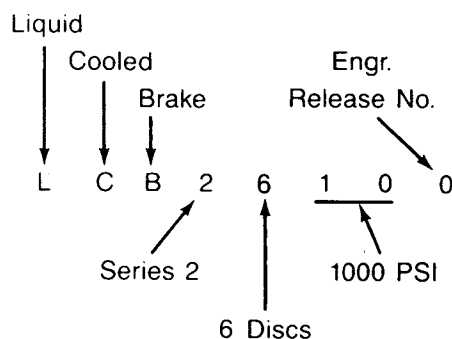 Liquid
Cooled
Brake
Engr.
Release No.
L C B 2 6 1 0 0
Series 2
1000 PSI
6 Discs